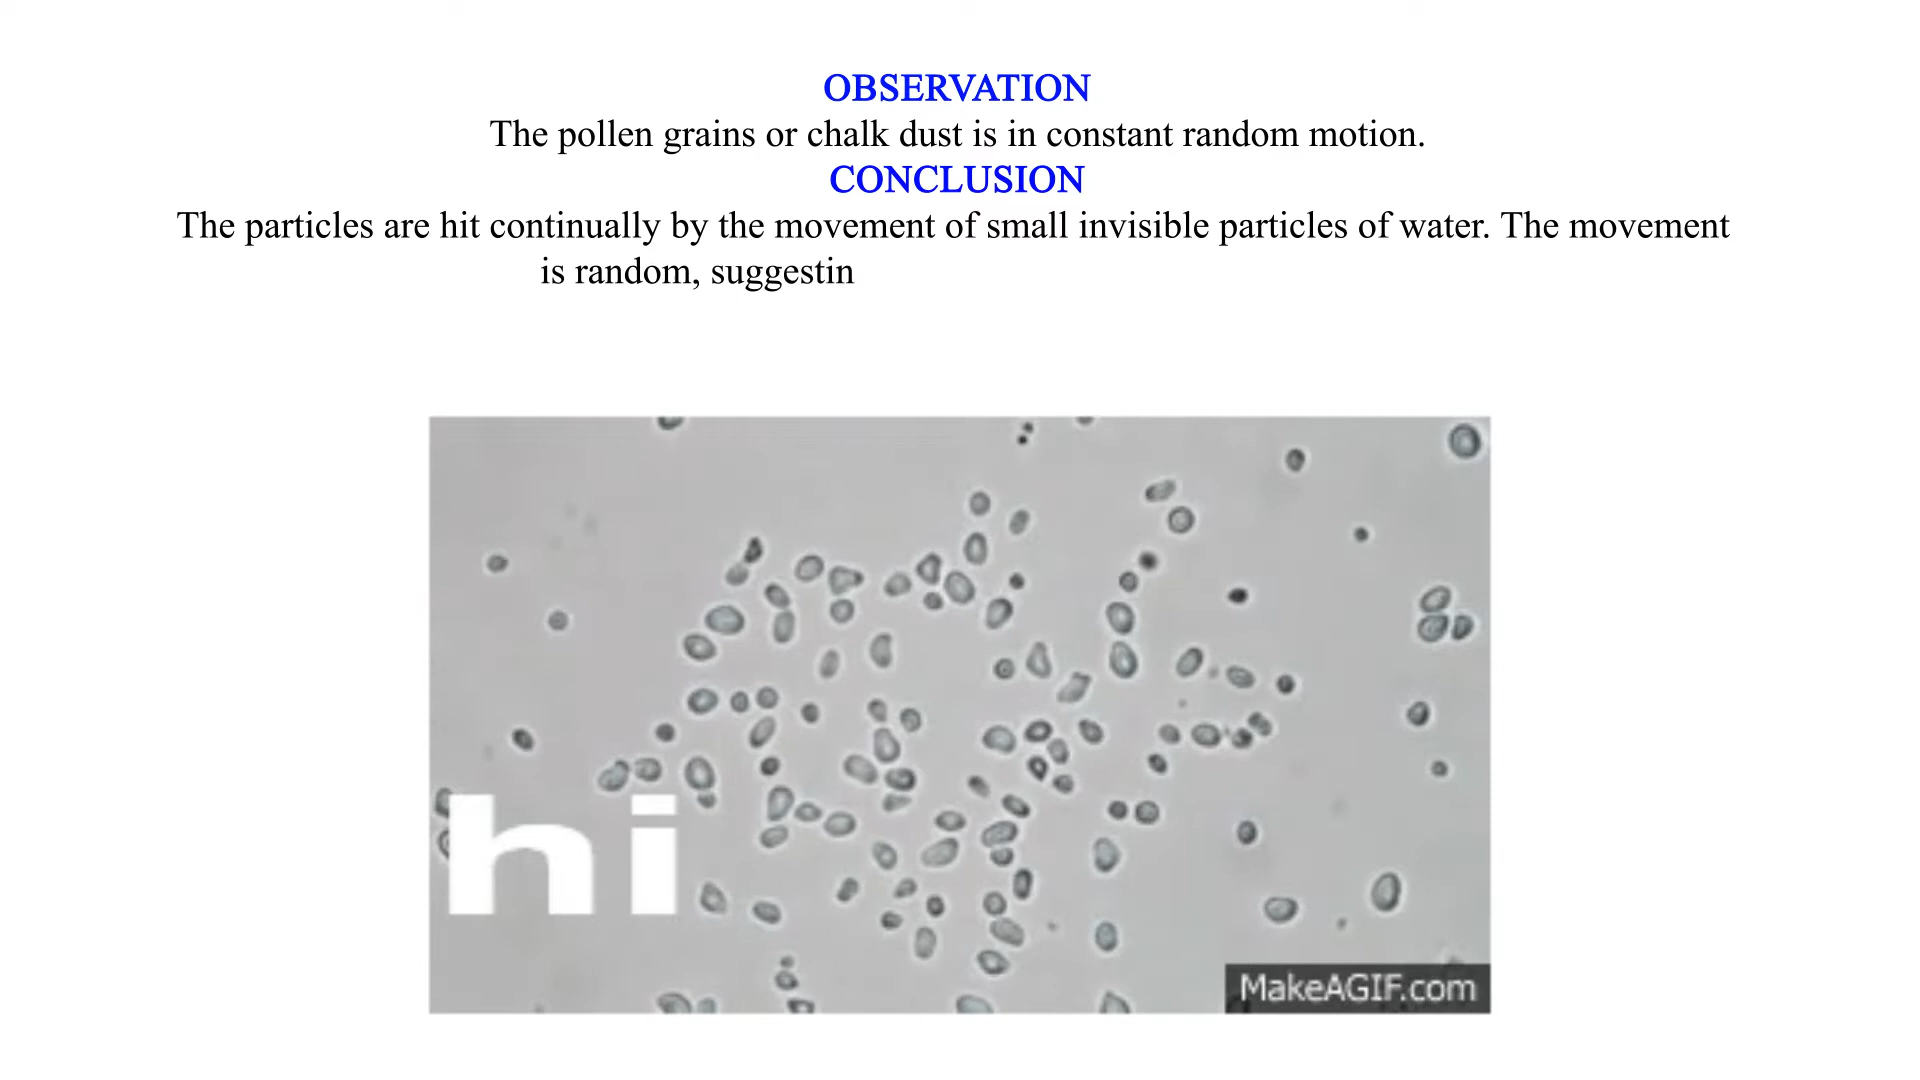 OBSERVATION
The pollen grains or chalk dust is in constant random motion.
CONCLUSION
The particles are hit continually by the movement of small invisible particles of water. The movement
is random, suggestin
hi
MakeAGIF.com